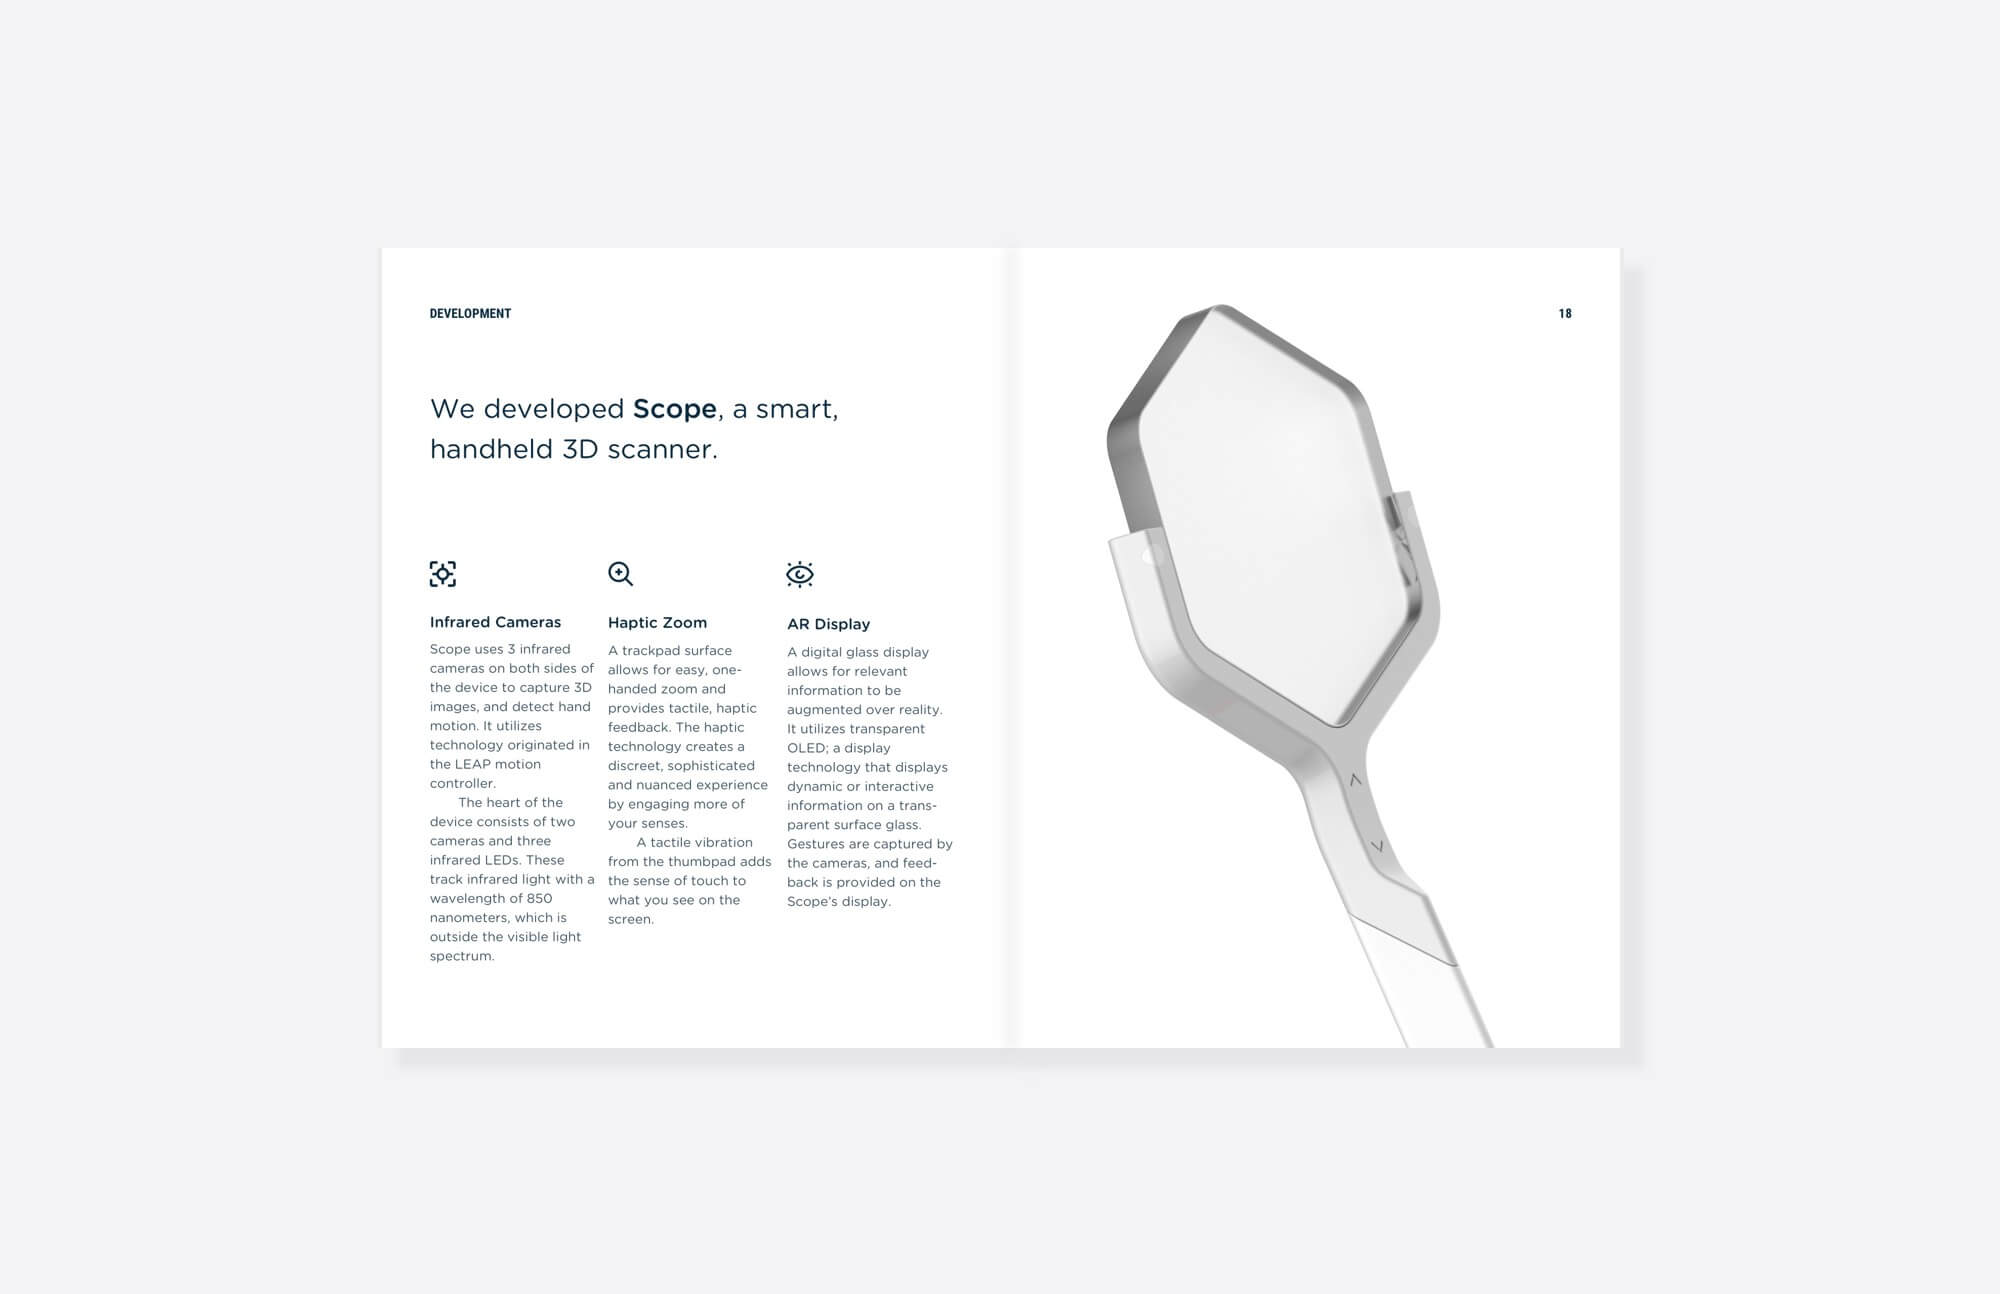 DEVELOPMENT
18
We developed Scope, a smart,
handheld 3D scanner.
Infrared Cameras
Scope uses 3 infrared
cameras on both sides of
the device to capture 3D
images, and detect hand
motion. It utilizes
technology originated in
the LEAP motion
controller.
The heart of the
device consists of two
cameras and three
infrared LEDs. These
track infrared light with a
wavelength of 850
nanometers, which is
outside the visible light
spectrum.
Haptic Zoom
A trackpad surface
allows for easy, one-
handed zoom and
provides tactile, haptic
feedback. The haptic
technology creates a
discreet, sophisticated
and nuanced experience
by engaging more of
your senses.
A tactile vibration
from the thumbpad adds
the sense of touch to
what you see on the
screen.
AR Display
A digital glass display
allows for relevant
information to be
augmented over reality.
It utilizes transparent
OLED; a display
technology that displays
dynamic or interactive
information on a trans-
parent surface glass.
Gestures are captured by
the cameras, and feed-
back is provided on the
Scope's display.